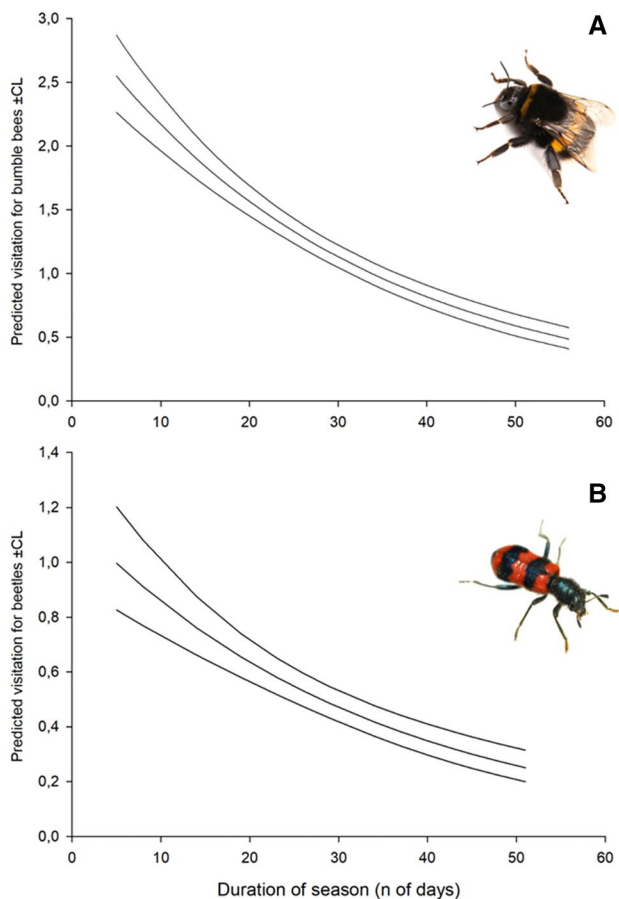 A
Predicted visitation for bumble bees ±CL
3,0
2,5
2,0
1,5
1,0
0,5
0,0
0 10 20 30 40 50 60
B
Predicted visitation for beetles ±CL
1,4
1,2
1,0
0,8
0,6
0,4
0,2
0,0
0 10 20 30 40 50 60
Duration of season (n of days)